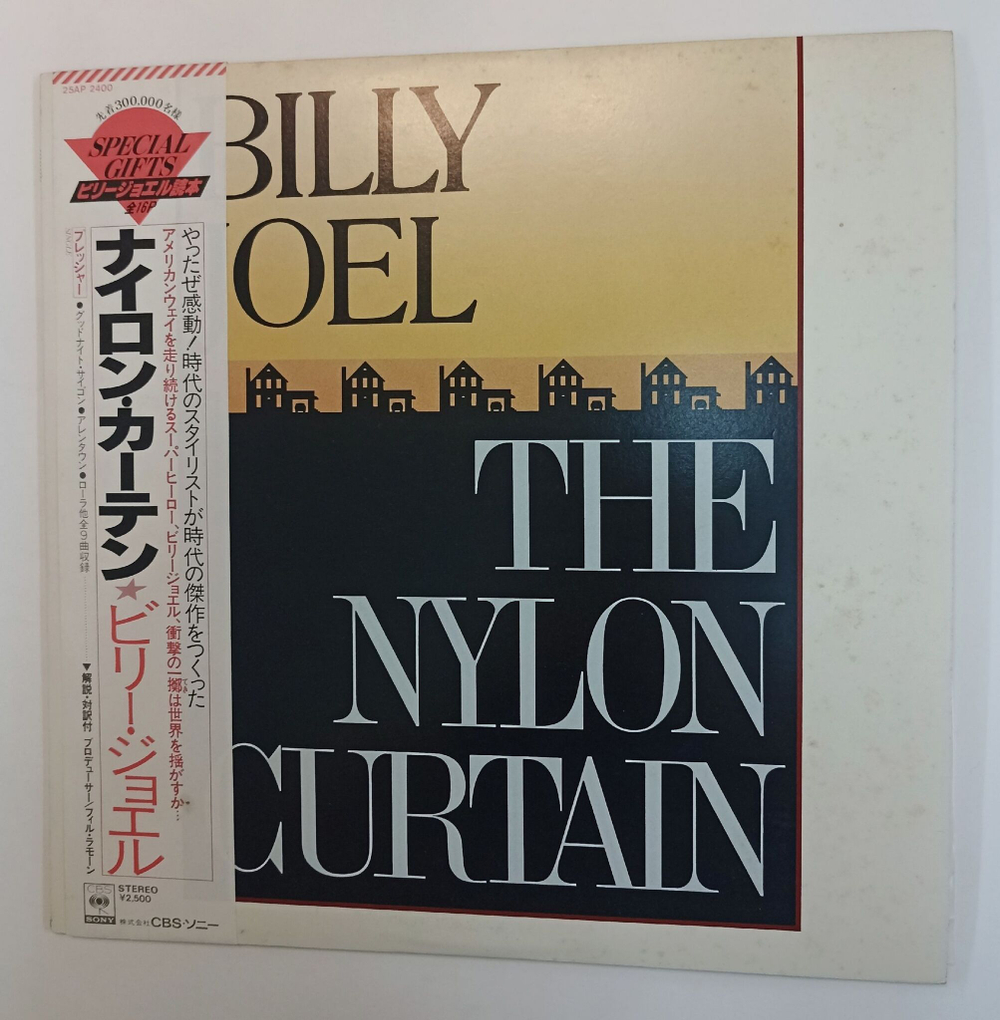 25AP 2400
先着300,000名様
SPECIAL
GIFTS
ビリージョエル読本
全16P
やったぜ感動!時代のスタイリストが時代の傑作をつくった
アメリカンウェイを走り続けるスーパーヒーロー、ビリージョエル、衝撃の一擲は世界を揺がすか…
てき
ナイロン・カーテン★ビリー・ジョエル
プレッシャー●グッドナイト・サイゴン●アレンタウン●ローラ他全9曲収録
▼解説・対訳付 プロデューサー/フィル・ラモーン
CBS
SONY
STEREO
¥2,500
株式会社CBS・ソニー
BILLY
JOEL
THE
NYLON
CURTAIN